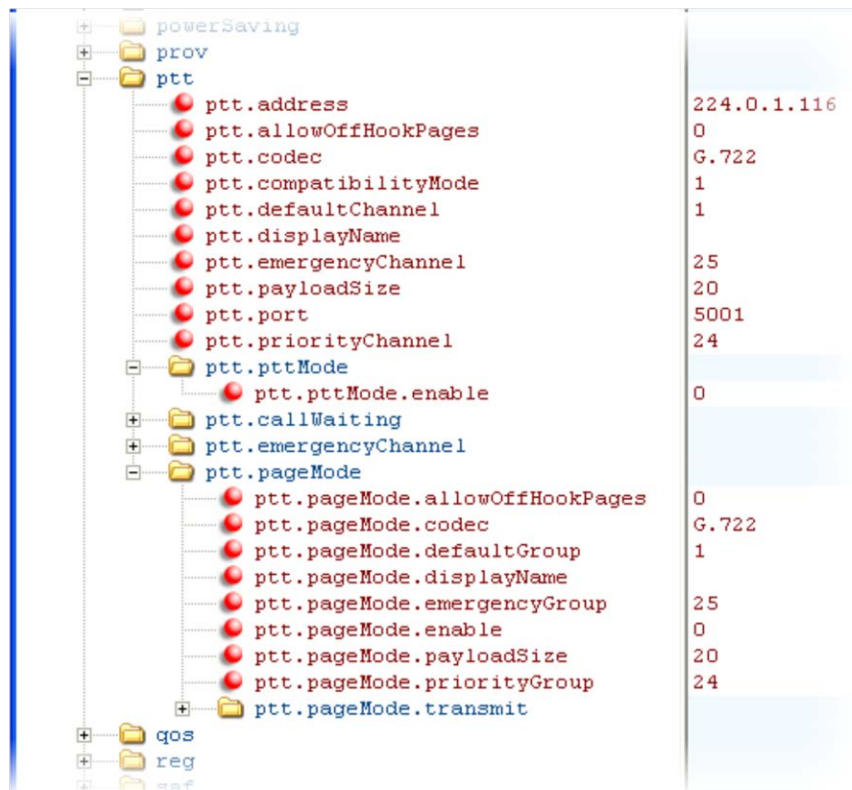 powerSaving
prov
ptt
ptt.address 224.0.1.116
ptt.allowOffHookPages 0
ptt.codec G.722
ptt.compatibilityMode 1
ptt.defaultChannel 1
ptt.displayName
ptt.emergencyChannel 25
ptt.payloadSize 20
ptt.port 5001
ptt.priorityChannel 24
ptt.pttMode
ptt.pttMode.enable 0
ptt.callWaiting
ptt.emergencyChannel
ptt.pageMode
ptt.pageMode.allowOffHookPages 0
ptt.pageMode.codec G.722
ptt.pageMode.defaultGroup 1
ptt.pageMode.displayName
ptt.pageMode.emergencyGroup 25
ptt.pageMode.enable 0
ptt.pageMode.payloadSize 20
ptt.pageMode.priorityGroup 24
ptt.pageMode.transmit
qos
reg